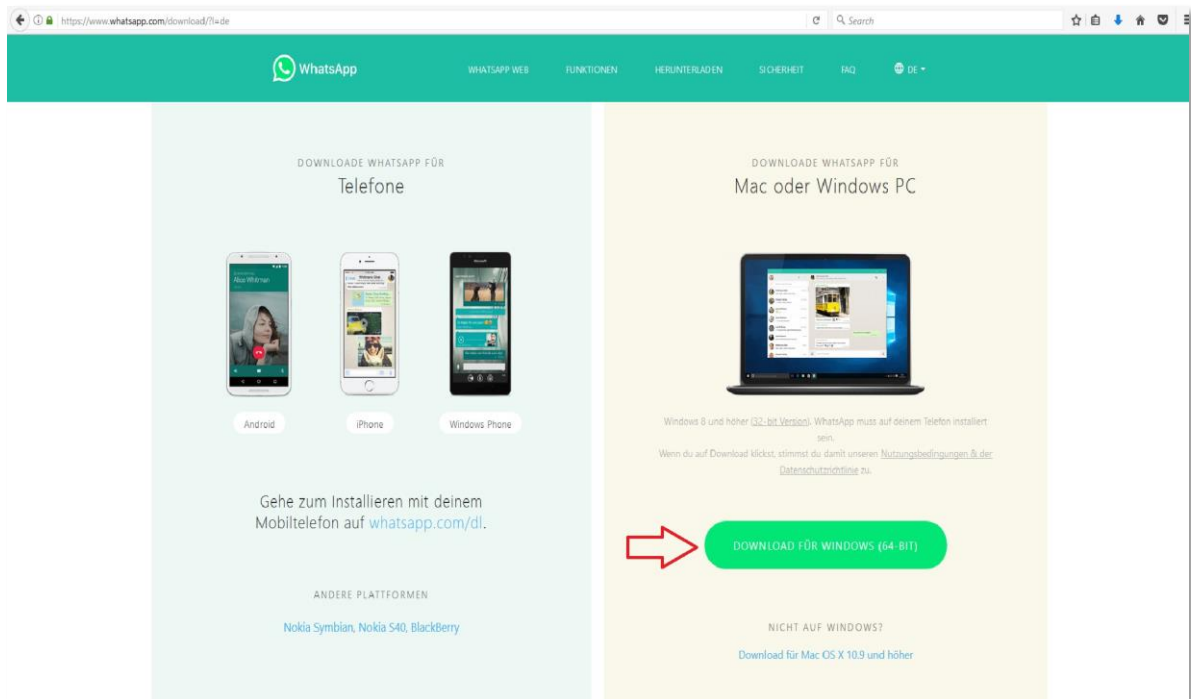 https://www.whatsapp.com/download/?l=de
Search
WhatsApp
WHATSAPP WEB
FUNKTIONEN
HERUNTERLADEN
SICHERHEIT
FAQ
DE
DOWNLOADE WHATSAPP FÜR
Telefone
Android
iPhone
Windows Phone
Gehe zum Installieren mit deinem
Mobiltelefon auf whatsapp.com/dl.
ANDERE PLATTFORMEN
Nokia Symbian, Nokia S40, BlackBerry
DOWNLOADE WHATSAPP FÜR
Mac oder Windows PC
Windows 8 und höher (32-bit Version). WhatsApp muss auf deinem Telefon installiert
sein.
Wenn du auf Download klickst, stimmst du damit unseren Nutzungsbedingungen & der
Datenschutzrichtlinie zu.
DOWNLOAD FÜR WINDOWS (64-BIT)
NICHT AUF WINDOWS?
Download für Mac OS X 10.9 und höher